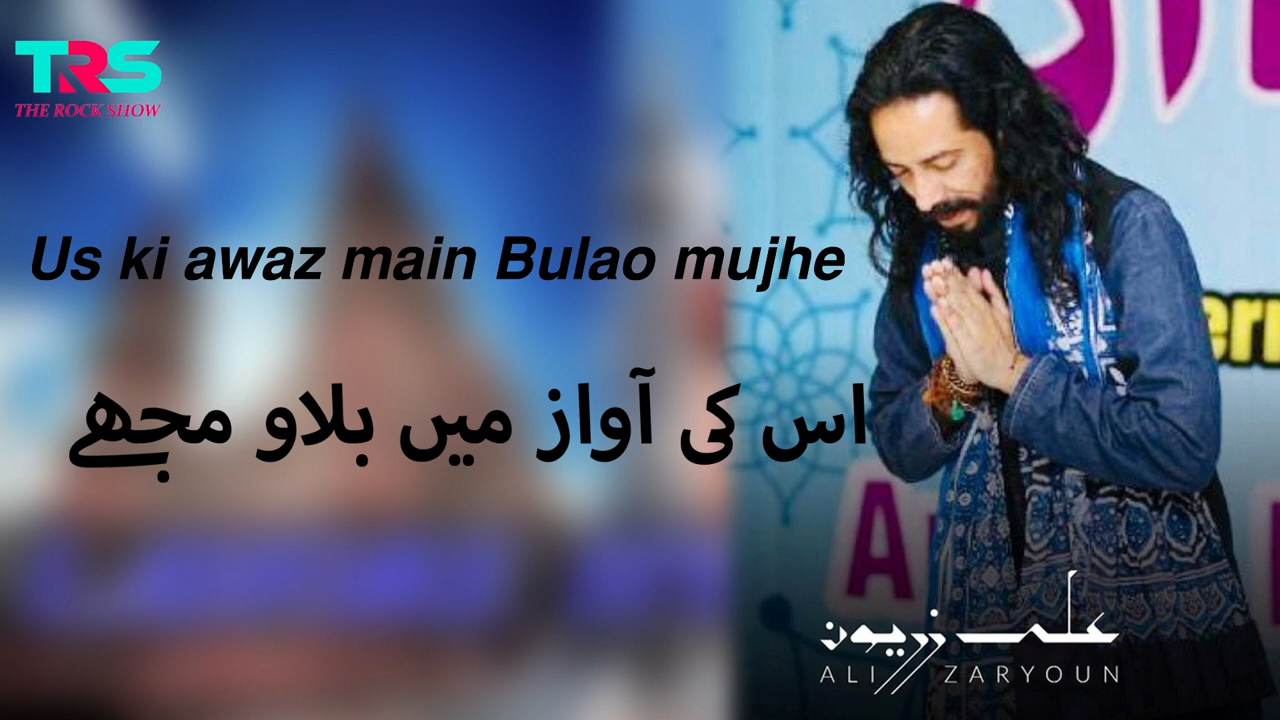 TRS
THE ROCK SHOW
Us ki awaz main Bulao mujhe
اس کی آواز میں بلاو مجھے
علی زریون
ALI ZARYOUN